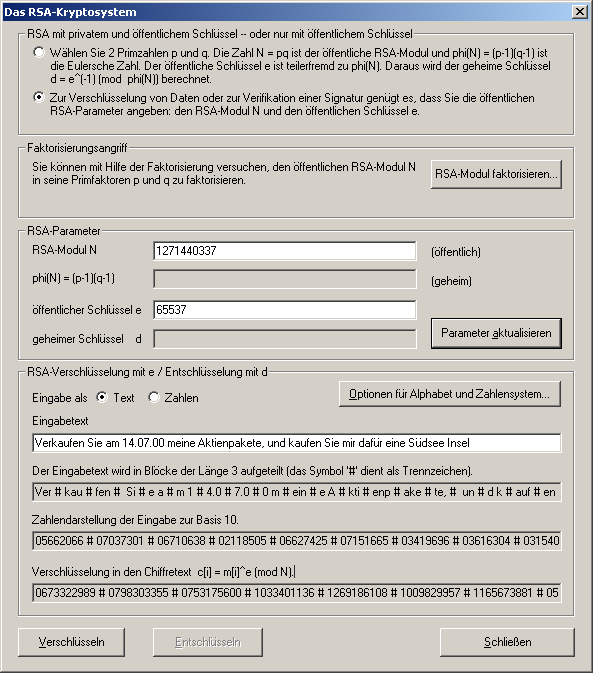 Das RSA-Kryptosystem
RSA mit privatem und öffentlichem Schlüssel -- oder nur mit öffentlichem Schlüssel
Wählen Sie 2 Primzahlen p und q. Die Zahl N = pq ist der öffentliche RSA-Modul und phi(N) = (p-1)(q-1) ist
die Eulersche Zahl. Der öffentliche Schlüssel e ist teilerfremd zu phi(N). Daraus wird der geheime Schlüssel
d = e^(-1) (mod phi(N)) berechnet.
Zur Verschlüsselung von Daten oder zur Verifikation einer Signatur genügt es, dass Sie die öffentlichen
RSA-Parameter angeben: den RSA-Modul N und den öffentlichen Schlüssel e.
Faktorisierungsangriff
Sie können mit Hilfe der Faktorisierung versuchen, den öffentlichen RSA-Modul N
in seine Primfaktoren p und q zu faktorisieren.
RSA-Modul faktorisieren...
RSA-Parameter
RSA-Modul N 1271440337 (öffentlich)
phi(N) = (p-1)(q-1) (geheim)
öffentlicher Schlüssel e 65537
geheimer Schlüssel d
Parameter aktualisieren
RSA-Verschlüsselung mit e / Entschlüsselung mit d
Eingabe als Text Zahlen
Optionen für Alphabet und Zahlensystem...
Eingabetext
Verkaufen Sie am 14.07.00 meine Aktienpakete, und kaufen Sie mir dafür eine Südsee Insel
Der Eingabetext wird in Blöcke der Länge 3 aufgeteilt (das Symbol '#' dient als Trennzeichen).
Ver # kau # fen # Si # e a # m 1 # 4.0 # 7.0 # 0 m # ein # e A # kti # enp # ake # te, # un # d k # auf # en
Zahlendarstellung der Eingabe zur Basis 10.
05662066 # 07037301 # 06710638 # 02118505 # 06627425 # 07151665 # 03419696 # 03616304 # 031540
Verschlüsselung in den Chiffretext c[i] = m[i]^e (mod N).
0673322989 # 0798303355 # 0753175600 # 1033401136 # 1269186108 # 1009829957 # 1165673881 # 05
Verschlüsseln
Entschlüsseln
Schließen